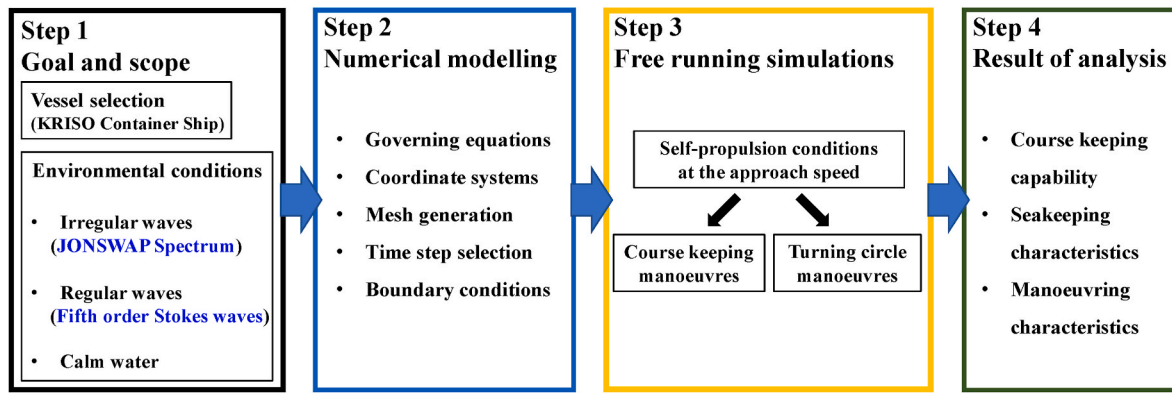 Step 1
Goal and scope
Vessel selection
(KRISO Container Ship)
Environmental conditions
• Irregular waves
(JONSWAP Spectrum)
• Regular waves
(Fifth order Stokes waves)
• Calm water
Step 2
Numerical modelling
• Governing equations
• Coordinate systems
• Mesh generation
• Time step selection
• Boundary conditions
Step 3
Free running simulations
Self-propulsion conditions
at the approach speed
Course keeping
manoeuvres
Turning circle
manoeuvres
Step 4
Result of analysis
• Course keeping
capability
• Seakeeping
characteristics
• Manoeuvring
characteristics